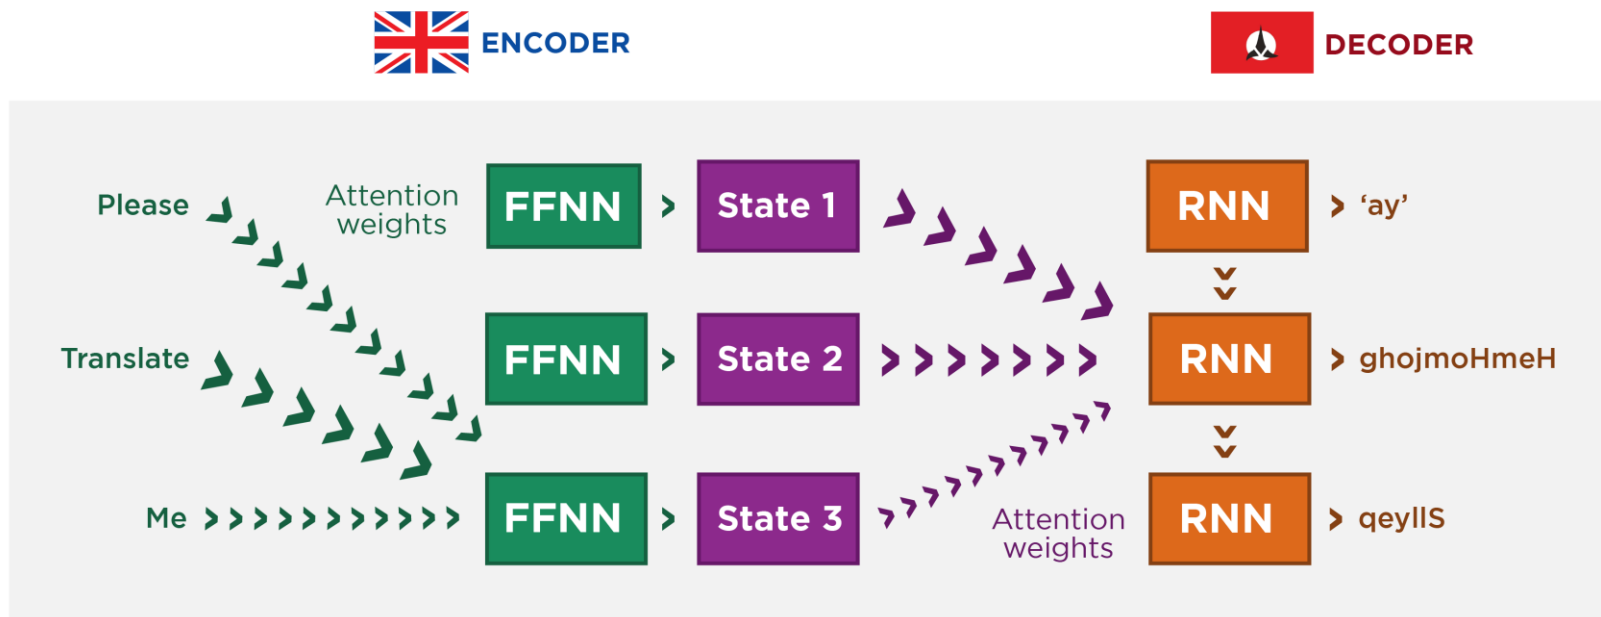 ENCODER
DECODER
Please
Attention
weights
FFNN
State 1
RNN
‘ay’
Translate
FFNN
State 2
RNN
ghojmoHmeH
Me
FFNN
State 3
Attention
weights
RNN
qeylIS